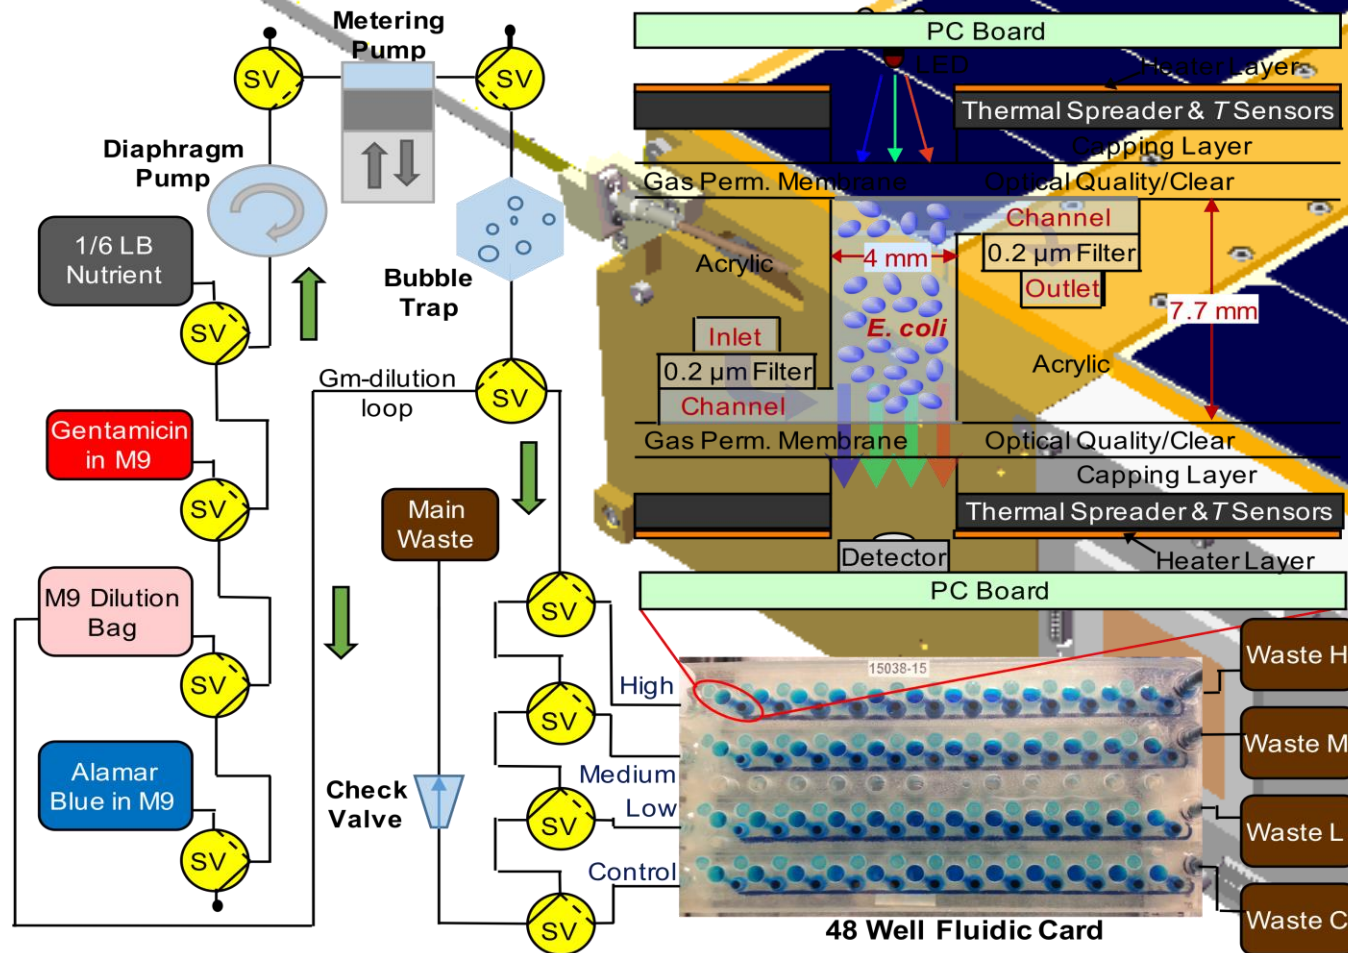 Metering
Pump
SV
SV
Diaphragm
Pump
1/6 LB
Nutrient
SV
Bubble
Trap
Gentamicin
in M9
SV
Gm-dilution
loop
SV
M9 Dilution
Bag
SV
Main
Waste
Alamar
Blue in M9
SV
Check
Valve
SV
SV
SV
SV
High
Medium
Low
Control
PC Board
LED
Heater Layer
Thermal Spreader & T Sensors
Capping Layer
Gas Perm. Membrane
Optical Quality/Clear
Channel
0.2 µm Filter
Outlet
Acrylic
4 mm
7.7 mm
E. coli
Inlet
0.2 µm Filter
Channel
Acrylic
Gas Perm. Membrane
Optical Quality/Clear
Capping Layer
Thermal Spreader &T Sensors
Detector
Heater Layer
PC Board
15038-15
Waste H
Waste M
Waste L
Waste C
48 Well Fluidic Card